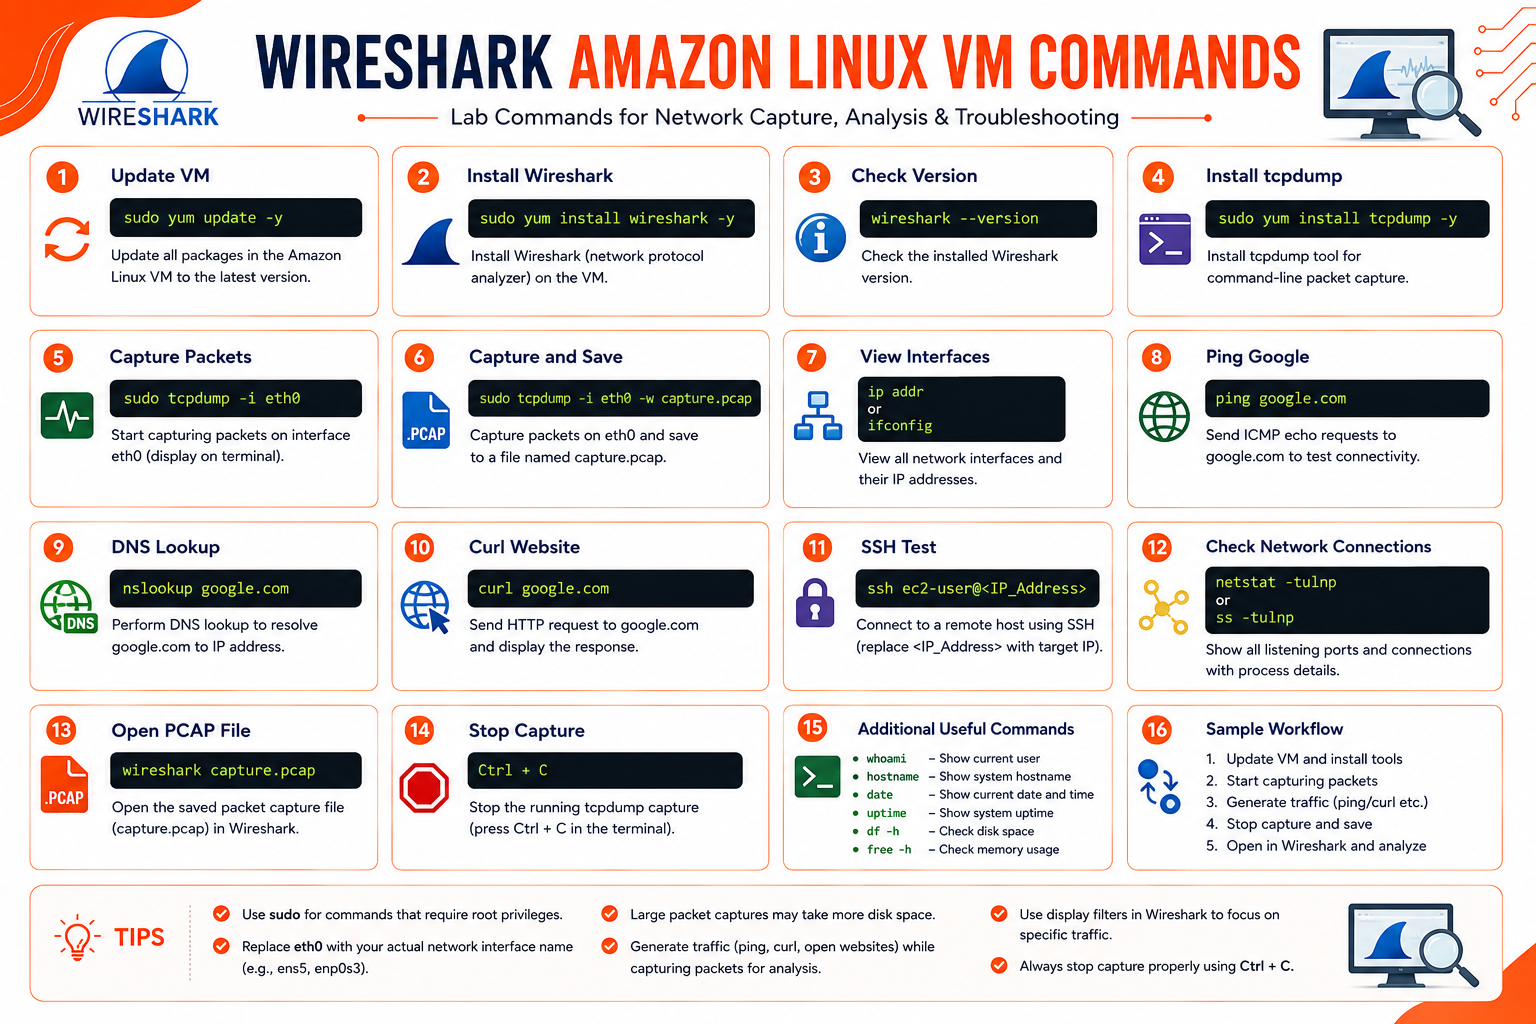 WIRESHARK
WIRESHARK AMAZON LINUX VM COMMANDS
Lab Commands for Network Capture, Analysis & Troubleshooting
1
Update VM
sudo yum update -y
Update all packages in the Amazon
Linux VM to the latest version.
2
Install Wireshark
sudo yum install wireshark -y
Install Wireshark (network protocol
analyzer) on the VM.
3
Check Version
wireshark --version
Check the installed Wireshark
version.
4
Install tcpdump
sudo yum install tcpdump -y
Install tcpdump tool for
command-line packet capture.
5
Capture Packets
sudo tcpdump -i eth0
Start capturing packets on interface
eth0 (display on terminal).
6
Capture and Save
.PCAP
sudo tcpdump -i eth0 -w capture.pcap
Capture packets on eth0 and save
to a file named capture.pcap.
7
View Interfaces
ip addr
or
ifconfig
View all network interfaces and
their IP addresses.
8
Ping Google
ping google.com
Send ICMP echo requests to
google.com to test connectivity.
9
DNS Lookup
DNS
nslookup google.com
Perform DNS lookup to resolve
google.com to IP address.
10
Curl Website
curl google.com
Send HTTP request to google.com
and display the response.
11
SSH Test
ssh ec2-user@<IP_Address>
Connect to a remote host using SSH
(replace <IP_Address> with target IP).
12
Check Network Connections
netstat -tulnp
or
ss -tulnp
Show all listening ports and connections
with process details.
13
Open PCAP File
.PCAP
wireshark capture.pcap
Open the saved packet capture file
(capture.pcap) in Wireshark.
14
Stop Capture
Ctrl + C
Stop the running tcpdump capture
(press Ctrl + C in the terminal).
15
Additional Useful Commands
• whoami – Show current user
• hostname – Show system hostname
• date – Show current date and time
• uptime – Show system uptime
• df -h – Check disk space
• free -h – Check memory usage
16
Sample Workflow
1. Update VM and install tools
2. Start capturing packets
3. Generate traffic (ping/curl etc.)
4. Stop capture and save
5. Open in Wireshark and analyze
TIPS
Use sudo for commands that require root privileges.
Replace eth0 with your actual network interface name
(e.g., ens5, enp0s3).
Large packet captures may take more disk space.
Generate traffic (ping, curl, open websites) while
capturing packets for analysis.
Use display filters in Wireshark to focus on
specific traffic.
Always stop capture properly using Ctrl + C.